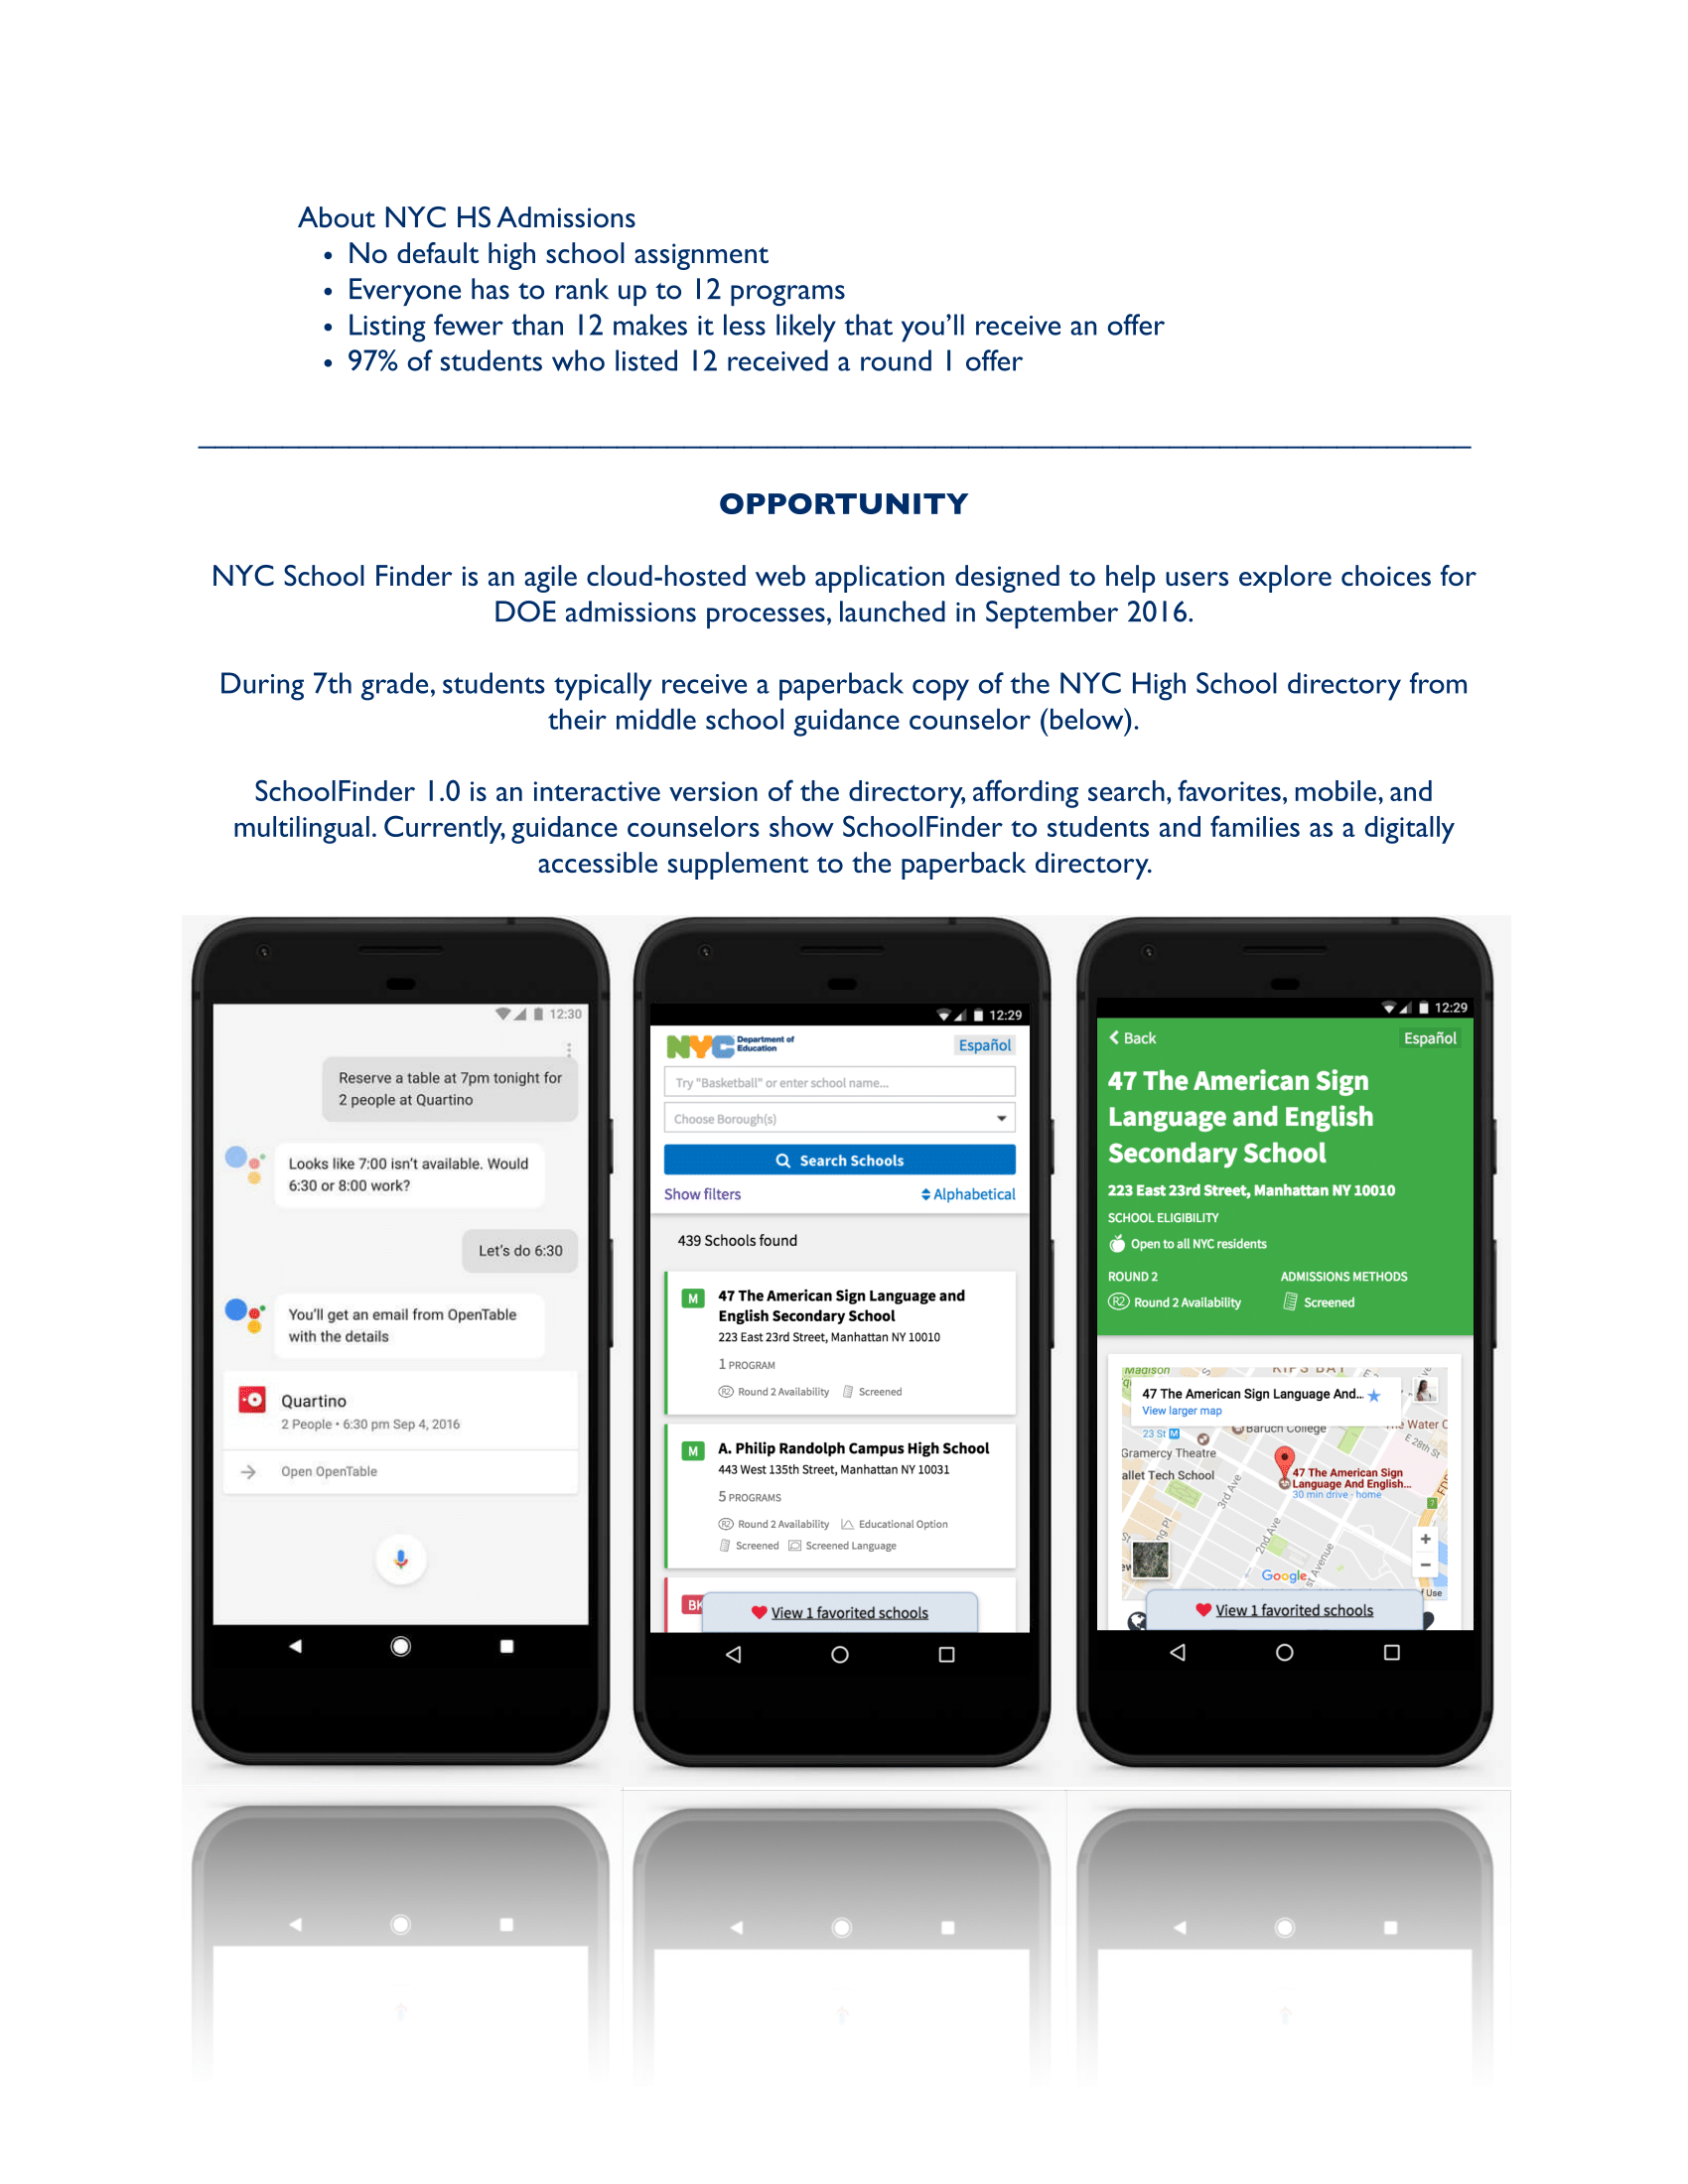 About NYC HS Admissions
• No default high school assignment
• Everyone has to rank up to 12 programs
• Listing fewer than 12 makes it less likely that you'll receive an offer
• 97% of students who listed 12 received a round 1 offer
OPPORTUNITY
NYC School Finder is an agile cloud-hosted web application designed to help users explore choices for
DOE admissions processes, launched in September 2016.
During 7th grade, students typically receive a paperback copy of the NYC High School directory from
their middle school guidance counselor (below).
SchoolFinder 1.0 is an interactive version of the directory, affording search, favorites, mobile, and
multilingual. Currently, guidance counselors show SchoolFinder to students and families as a digitally
accessible supplement to the paperback directory.
12:30
Reserve a table at 7pm tonight for
2 people at Quartino
Looks like 7:00 isn't available. Would
6:30 or 8:00 work?
Let's do 6:30
You'll get an email from OpenTable
with the details
Quartino
2 People • 6:30 pm Sep 4, 2016
Open OpenTable
12:29
NYC Department of
Education
Español
Try "Basketball" or enter school name...
Choose Borough(s)
Search Schools
Show filters
Alphabetical
439 Schools found
M
47 The American Sign Language and
English Secondary School
223 East 23rd Street, Manhattan NY 10010
1 PROGRAM
R2 Round 2 Availability Screened
M
A. Philip Randolph Campus High School
443 West 135th Street, Manhattan NY 10031
5 PROGRAMS
R2 Round 2 Availability Educational Option
Screened Screened Language
View 1 favorited schools
12:29
Back
Español
47 The American Sign
Language and English
Secondary School
223 East 23rd Street, Manhattan NY 10010
SCHOOL ELIGIBILITY
Open to all NYC residents
ROUND 2
ADMISSIONS METHODS
R2 Round 2 Availability
Screened
Madison
KIPS BAY
47 The American Sign Language And...
View larger map
23 St M
Baruch College
The Water C
E 28th St
Gramercy Theatre
allet Tech School
47 The American Sign
Language And English...
30 min drive - home
3rd Ave
2nd Ave
st Avenue
ng Pl
Google
f Use
View 1 favorited schools